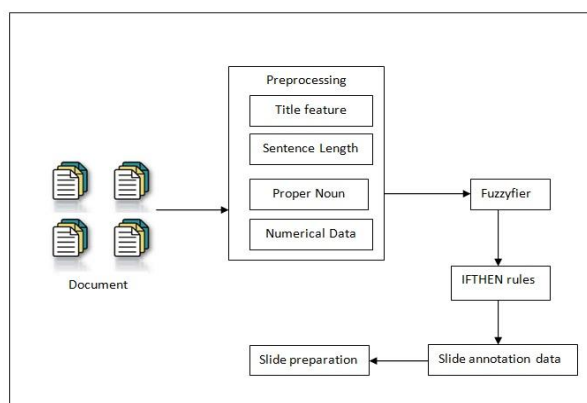 Preprocessing
Title feature
Sentence Length
Proper Noun
Numerical Data
Document
Fuzzyfier
IFTHEN rules
Slide annotation data
Slide preparation